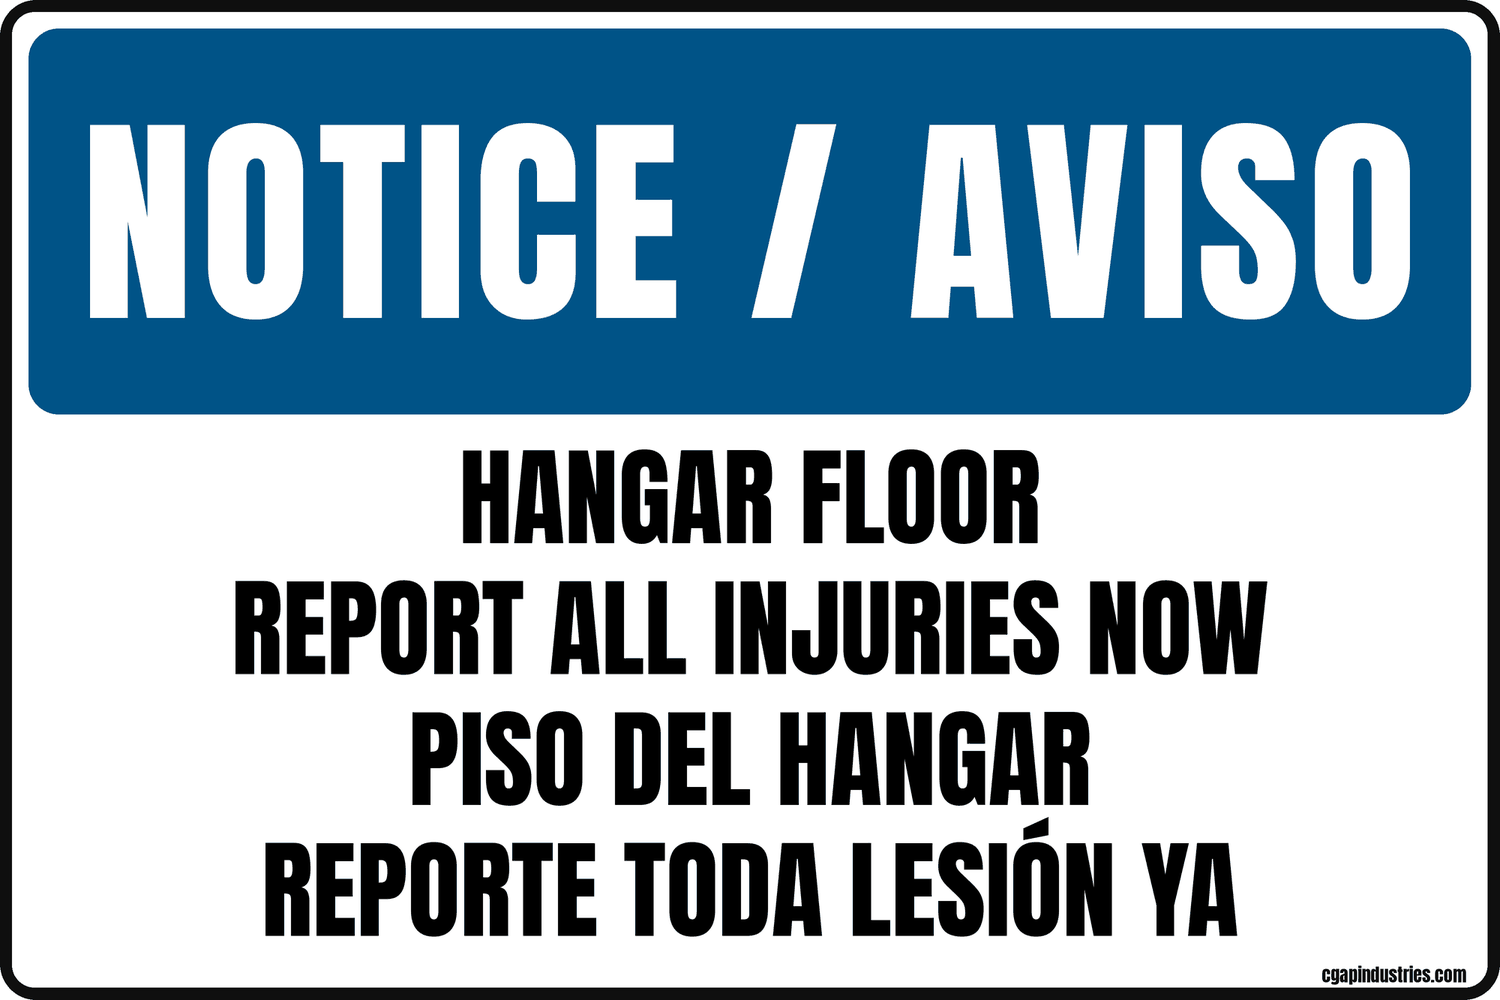 NOTICE / AVISO
HANGAR FLOOR
REPORT ALL INJURIES NOW
PISO DEL HANGAR
REPORTE TODA LESIÓN YA
cgapindustries.com